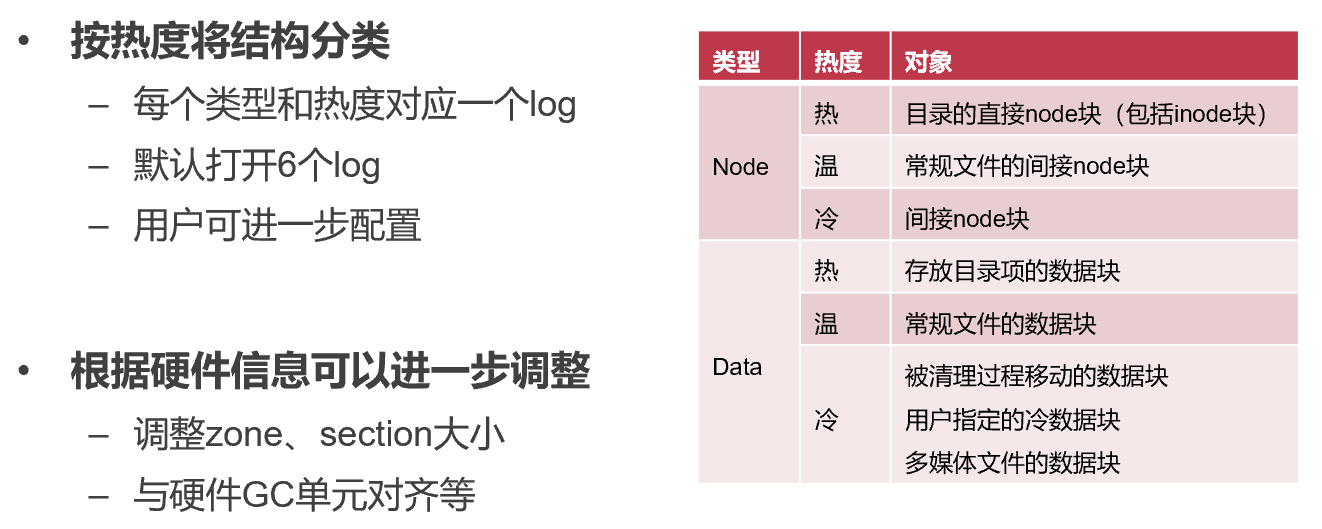 • 按热度将结构分类
– 每个类型和热度对应一个log
– 默认打开6个log
– 用户可进一步配置
• 根据硬件信息可以进一步调整
– 调整zone、section大小
– 与硬件GC单元对齐等
类型 热度 对象
Node
热 目录的直接node块（包括inode块）
温 常规文件的间接node块
冷 间接node块
Data
热 存放目录项的数据块
温 常规文件的数据块
冷
被清理过程移动的数据块
用户指定的冷数据块
多媒体文件的数据块